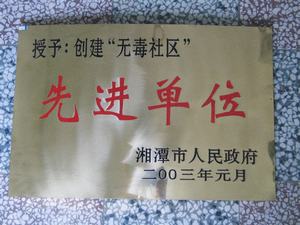 授予：创建“无毒社区”
先进单位
湘潭市人民政府
二00三年元月